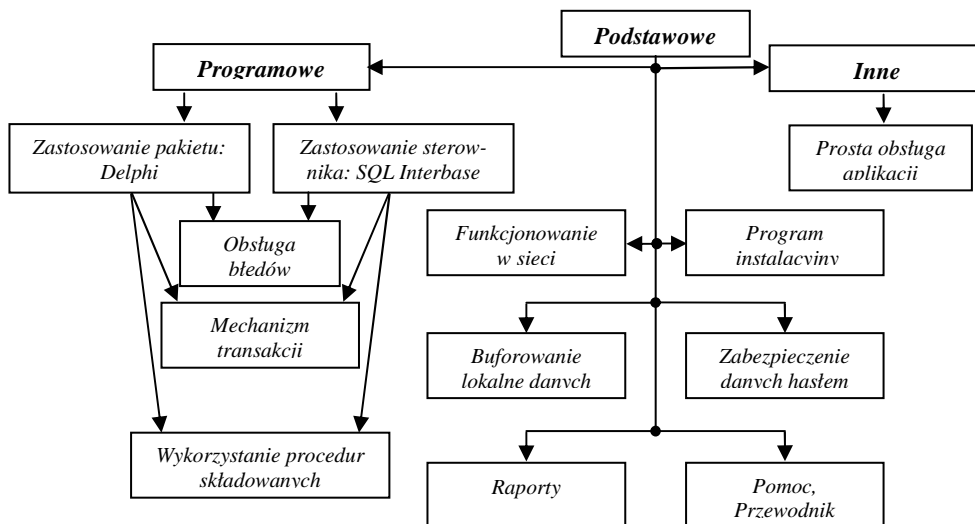 Podstawowe
Programowe
Inne
Zastosowanie pakietu:
Delphi
Zastosowanie sterow-
nika: SQL Interbase
Prosta obsługa
aplikacji
Obsługa
błędów
Funkcjonowanie
w sieci
Program
instalacyjny
Mechanizm
transakcji
Buforowanie
lokalne danych
Zabezpieczenie
danych hasłem
Wykorzystanie procedur
składowanych
Raporty
Pomoc,
Przewodnik